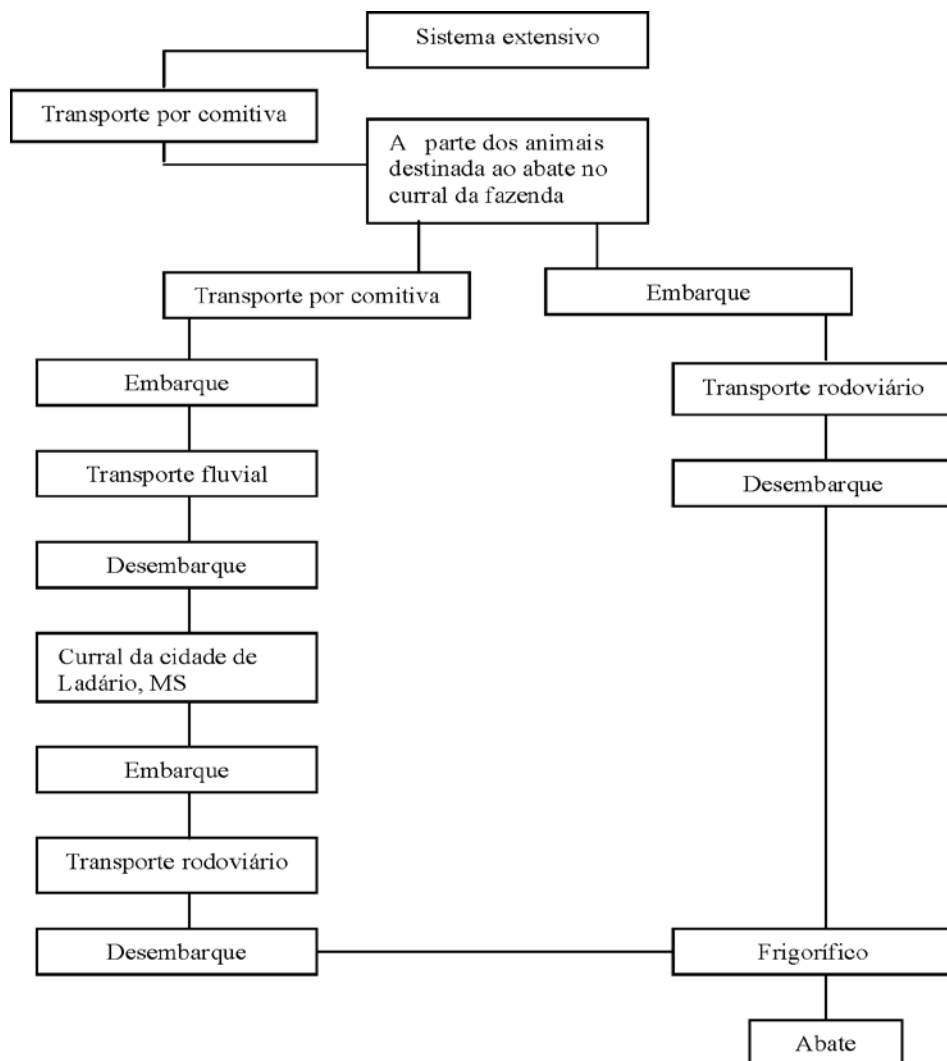 Sistema extensivo
Transporte por comitiva
A parte dos animais
destinada ao abate no
curral da fazenda
Transporte por comitiva
Embarque
Embarque
Transporte rodoviário
Transporte fluvial
Desembarque
Desembarque
Curral da cidade de
Ladário, MS
Embarque
Transporte rodoviário
Desembarque
Frigorífico
Abate